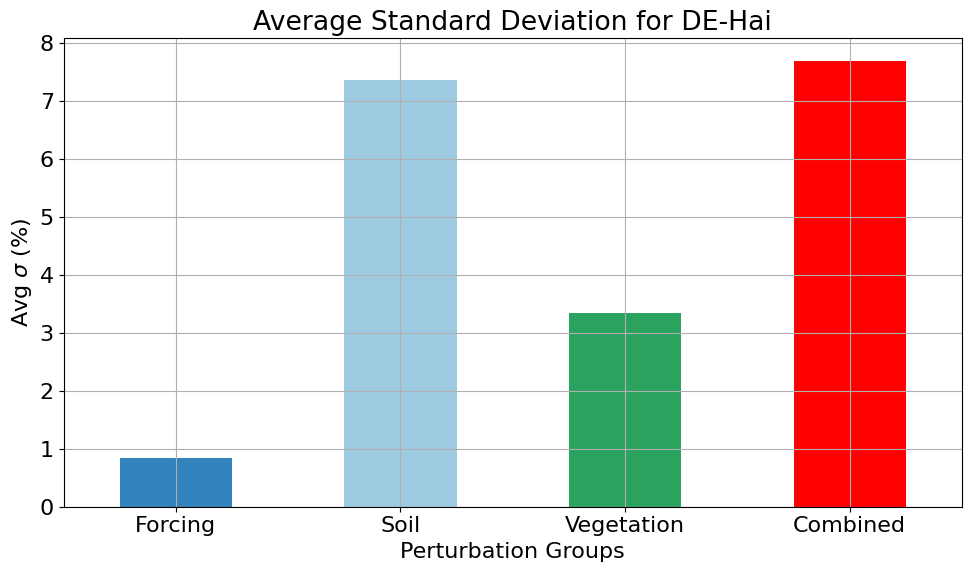 Average Standard Deviation for DE-Hai
Avg σ (%)
8
7
6
5
4
3
2
1
0
Forcing Soil Vegetation Combined
Perturbation Groups